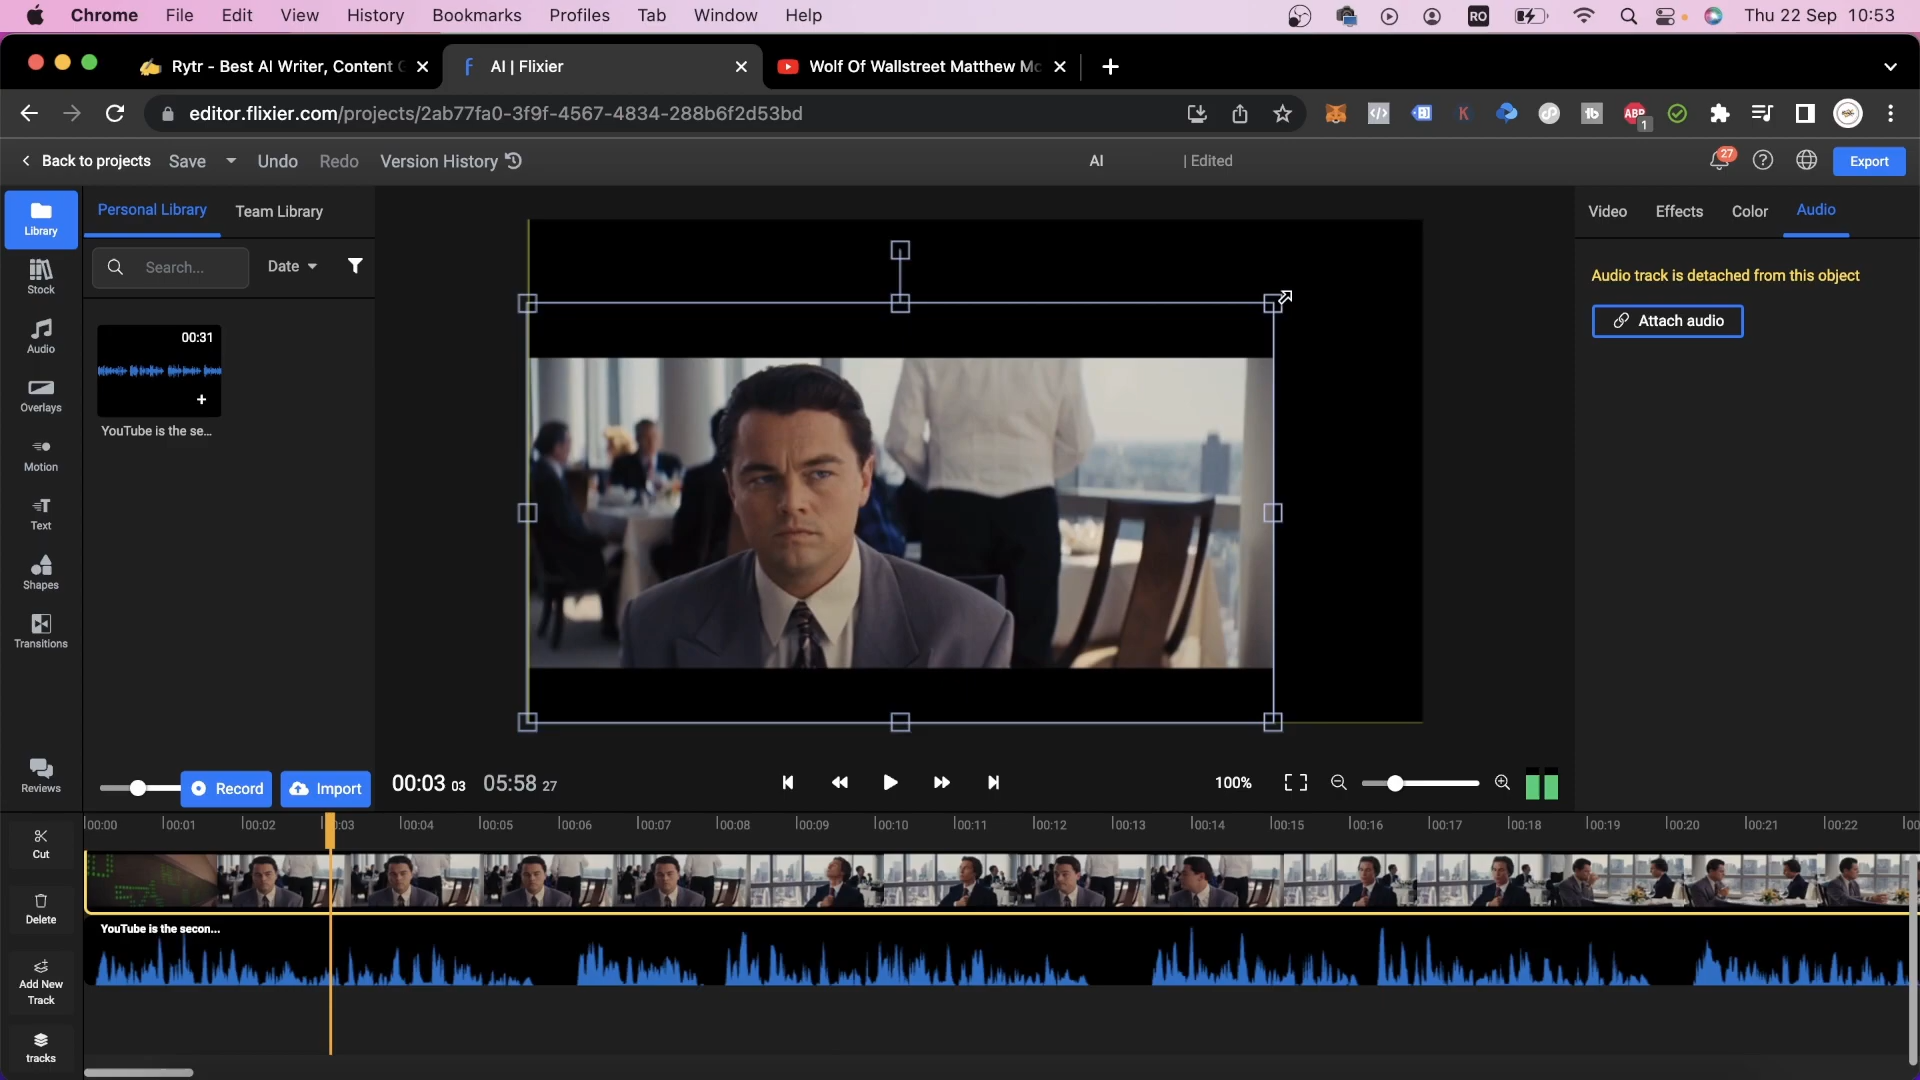 Chrome File Edit View History Bookmarks Profiles Tab Window Help RO Thu 22 Sep 10:53
Rytr - Best AI Writer, Content AI | Flixier Wolf Of Wallstreet Matthew Mc
editor.flixier.com/projects/2ab77fa0-3f9f-4567-4834-288b6f2d53bd ABP 1
Back to projects Save Undo Redo Version History AI | Edited 27 Export
Library
Stock
Audio
Overlays
Motion
Text
Shapes
Transitions
Reviews
Personal Library Team Library
Search... Date
00:31
YouTube is the se...
Video Effects Color Audio
Audio track is detached from this object
Attach audio
Record Import 00:03 03 05:58 27 100%
00:00 00:01 00:02 00:03 00:04 00:05 00:06 00:07 00:08 00:09 00:10 00:11 00:12 00:13 00:14 00:15 00:16 00:17 00:18 00:19 00:20 00:21 00:22
Cut
Delete
Add New
Track
tracks
YouTube is the secon...